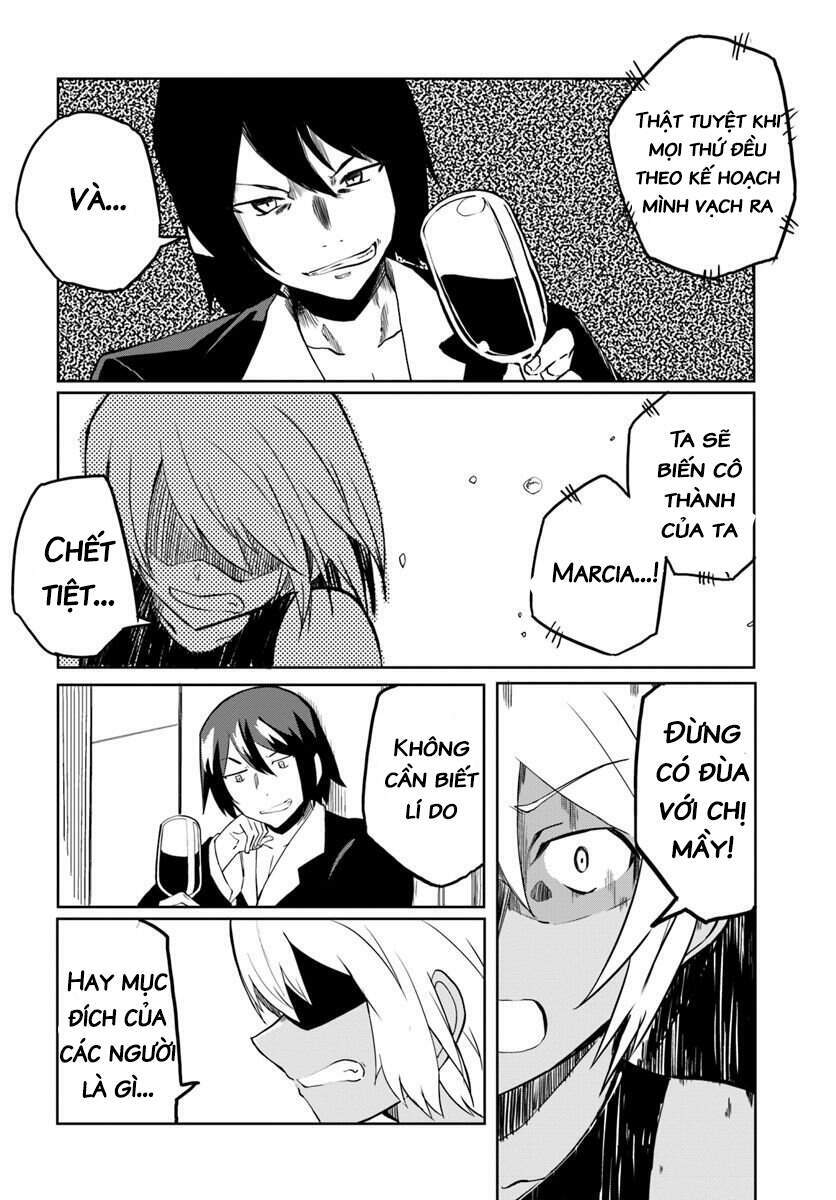 THẬT TUYỆT KHI
MỌI THỨ ĐỀU
THEO KẾ HOẠCH
MÌNH VẠCH RA
VÀ...
TA SẼ
BIẾN CÔ
THÀNH
CỦA TA
MARCIA...!
CHẾT
TIỆT...
ĐỪNG
CÓ ĐÙA
VỚI CHỊ
MẦY!
KHÔNG
CẦN BIẾT
LÍ DO
HAY MỤC
ĐÍCH CỦA
CÁC NGƯỜI
LÀ GÌ...